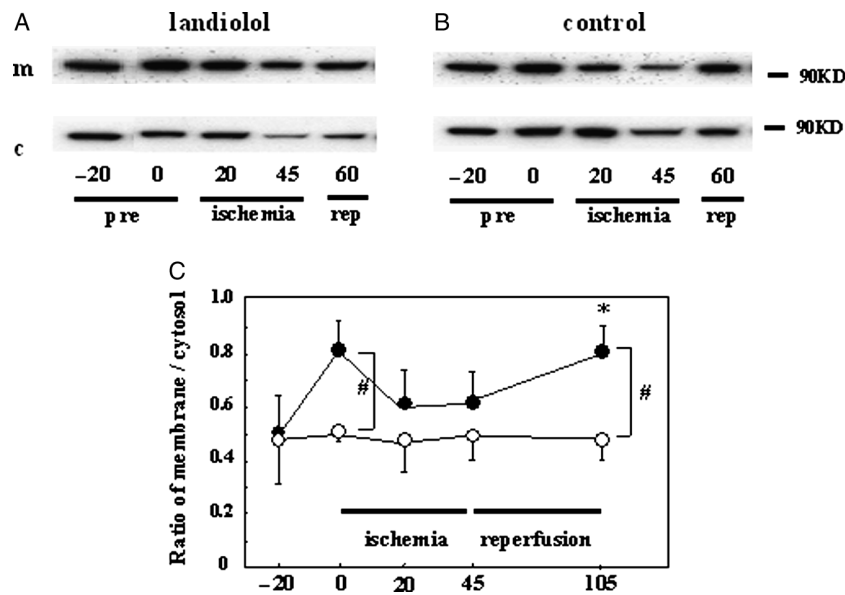 A
landiolol
B
control
m
90KD
c
90KD
−20 0 20 45 60
pre ischemia rep
−20 0 20 45 60
pre ischemia rep
C
Ratio of membrane / cytosol
1.0
0.8
0.6
0.4
0.2
0
*
#
#
ischemia reperfusion
−20 0 20 45 105